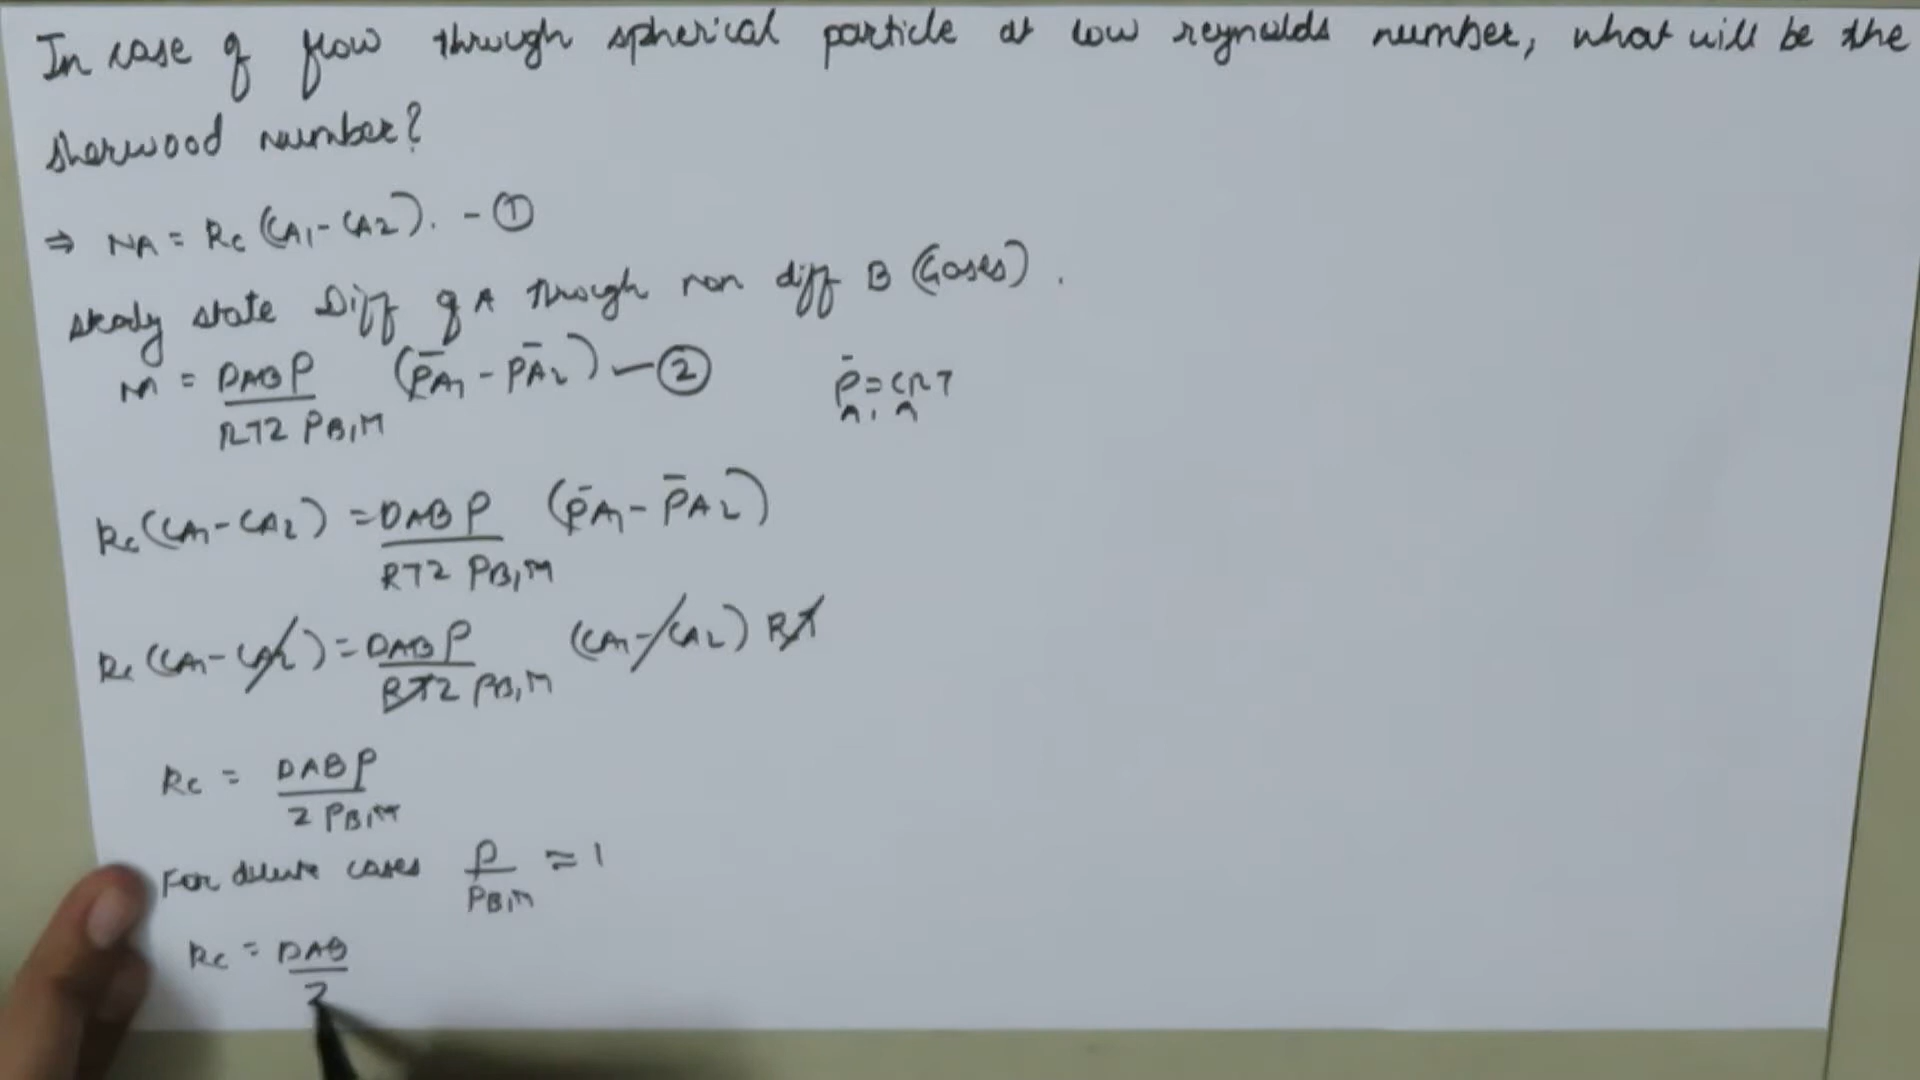 In case of flow through spherical particle at low reynolds number, what will be the
sherwood number?
⇒ NA = Kc (CA1 - CA2). - ①
steady state Diff of A through non diff B (Gases).
NA = DAB P / RTZ PB,M (p̄A1 - p̄A2) - ②
p̄A1 = CART
Kc (CA1 - CA2) = DAB P / RTZ PB,M (p̄A1 - p̄A2)
Kc (CA1 - CA2) = DAB P / RTZ PB,M (CA1 - CA2) RT
Kc = DAB P / Z PB,M
For dilute cases P / PB,M = 1
Kc = DAB / Z